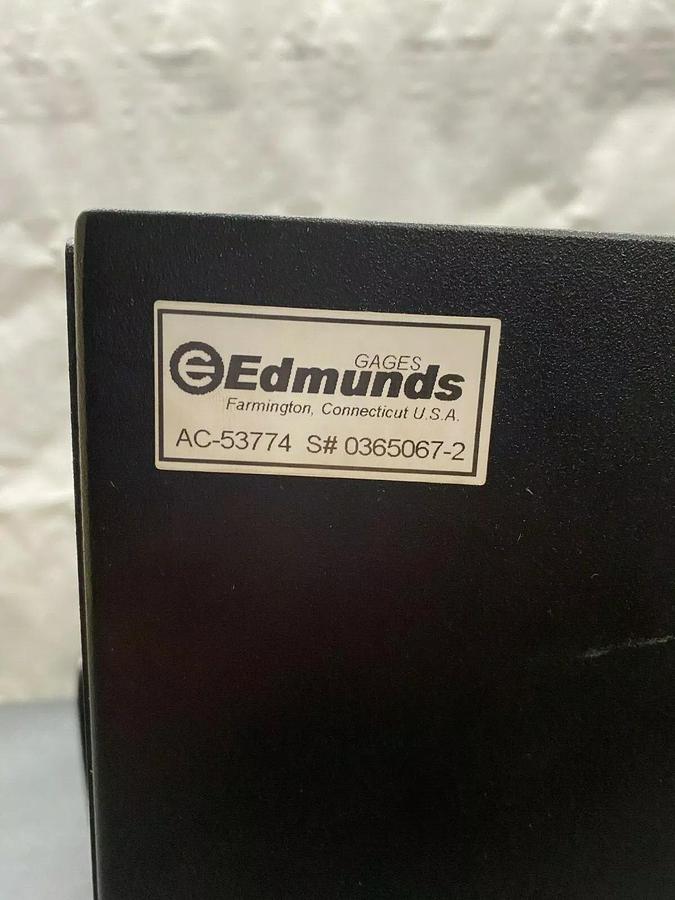 GAGES
Edmunds
Farmington, Connecticut U.S.A.
AC-53774 S# 0365067-2